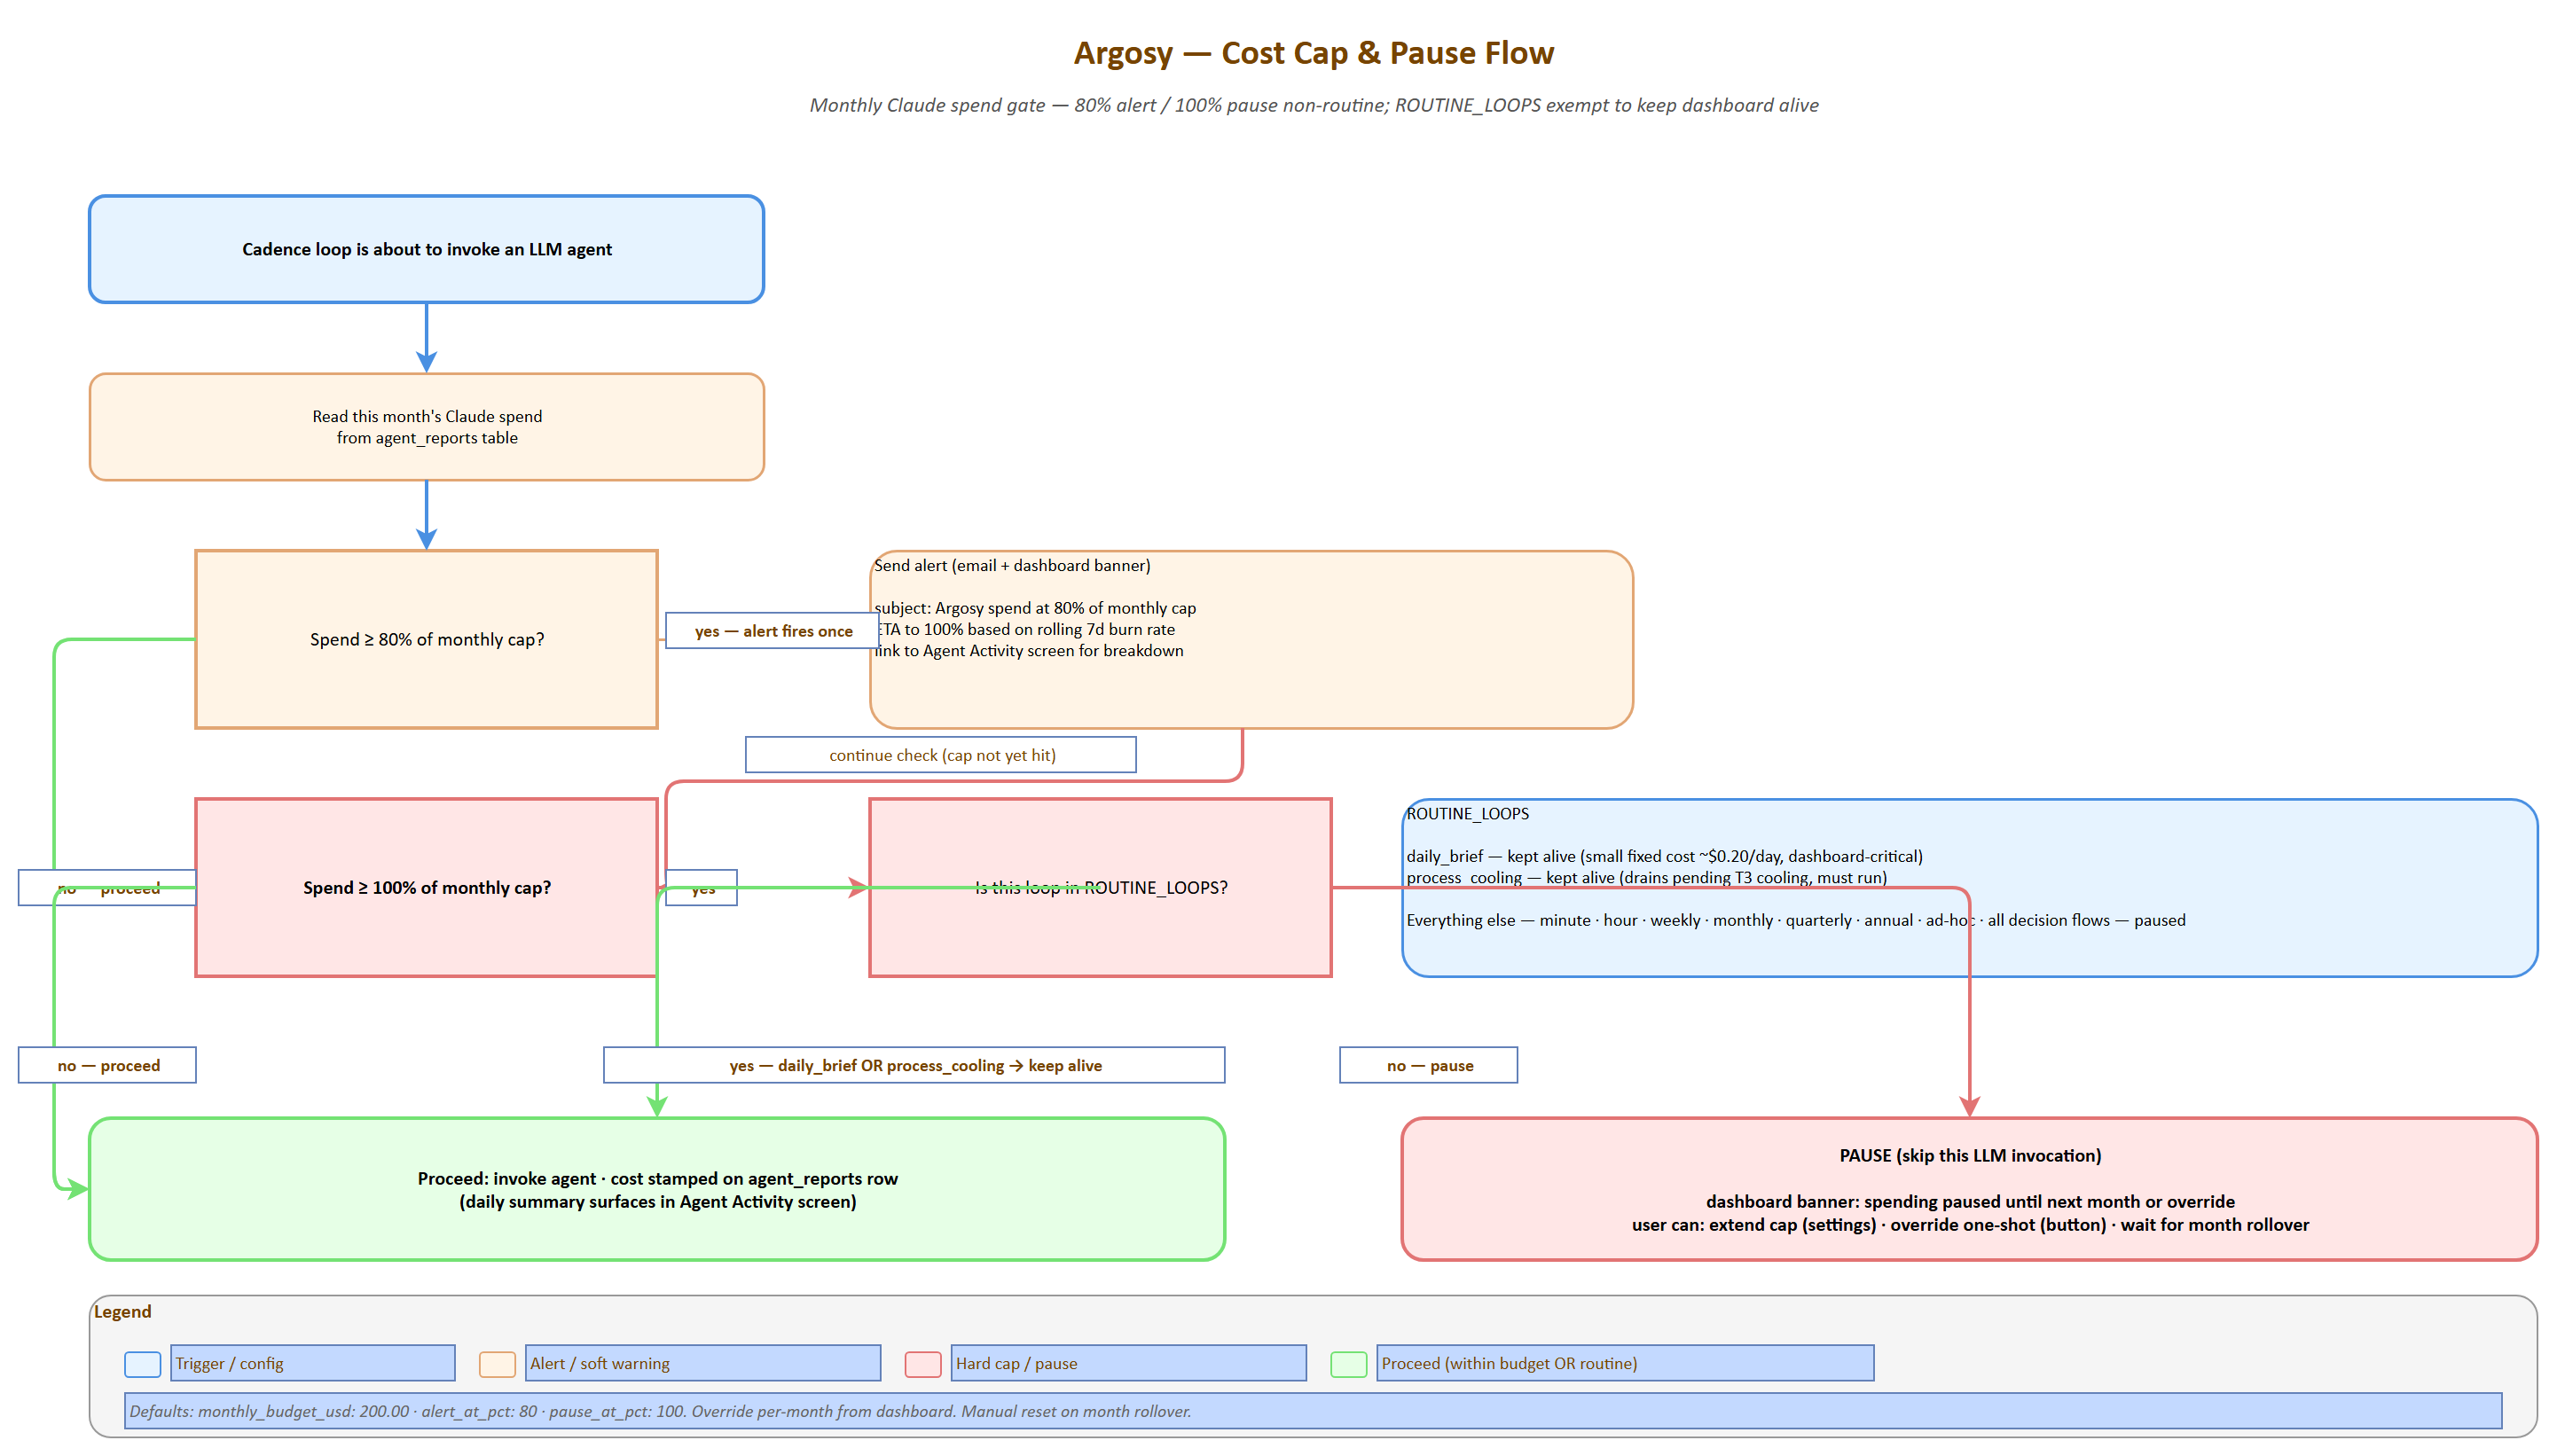 Argosy — Cost Cap & Pause Flow
Monthly Claude spend gate — 80% alert / 100% pause non-routine; ROUTINE_LOOPS exempt to keep dashboard alive
Cadence loop is about to invoke an LLM agent
Read this month's Claude spend
from agent_reports table
Spend ≥ 80% of monthly cap?
yes — alert fires once
Send alert (email + dashboard banner)
subject: Argosy spend at 80% of monthly cap
ETA to 100% based on rolling 7d burn rate
link to Agent Activity screen for breakdown
continue check (cap not yet hit)
no — proceed
Spend ≥ 100% of monthly cap?
yes
Is this loop in ROUTINE_LOOPS?
ROUTINE_LOOPS
daily_brief — kept alive (small fixed cost ~$0.20/day, dashboard-critical)
process_cooling — kept alive (drains pending T3 cooling, must run)
Everything else — minute · hour · weekly · monthly · quarterly · annual · ad-hoc · all decision flows — paused
no — proceed
yes — daily_brief OR process_cooling → keep alive
no — pause
Proceed: invoke agent · cost stamped on agent_reports row
(daily summary surfaces in Agent Activity screen)
PAUSE (skip this LLM invocation)
dashboard banner: spending paused until next month or override
user can: extend cap (settings) · override one-shot (button) · wait for month rollover
Legend
Trigger / config
Alert / soft warning
Hard cap / pause
Proceed (within budget OR routine)
Defaults: monthly_budget_usd: 200.00 · alert_at_pct: 80 · pause_at_pct: 100. Override per-month from dashboard. Manual reset on month rollover.